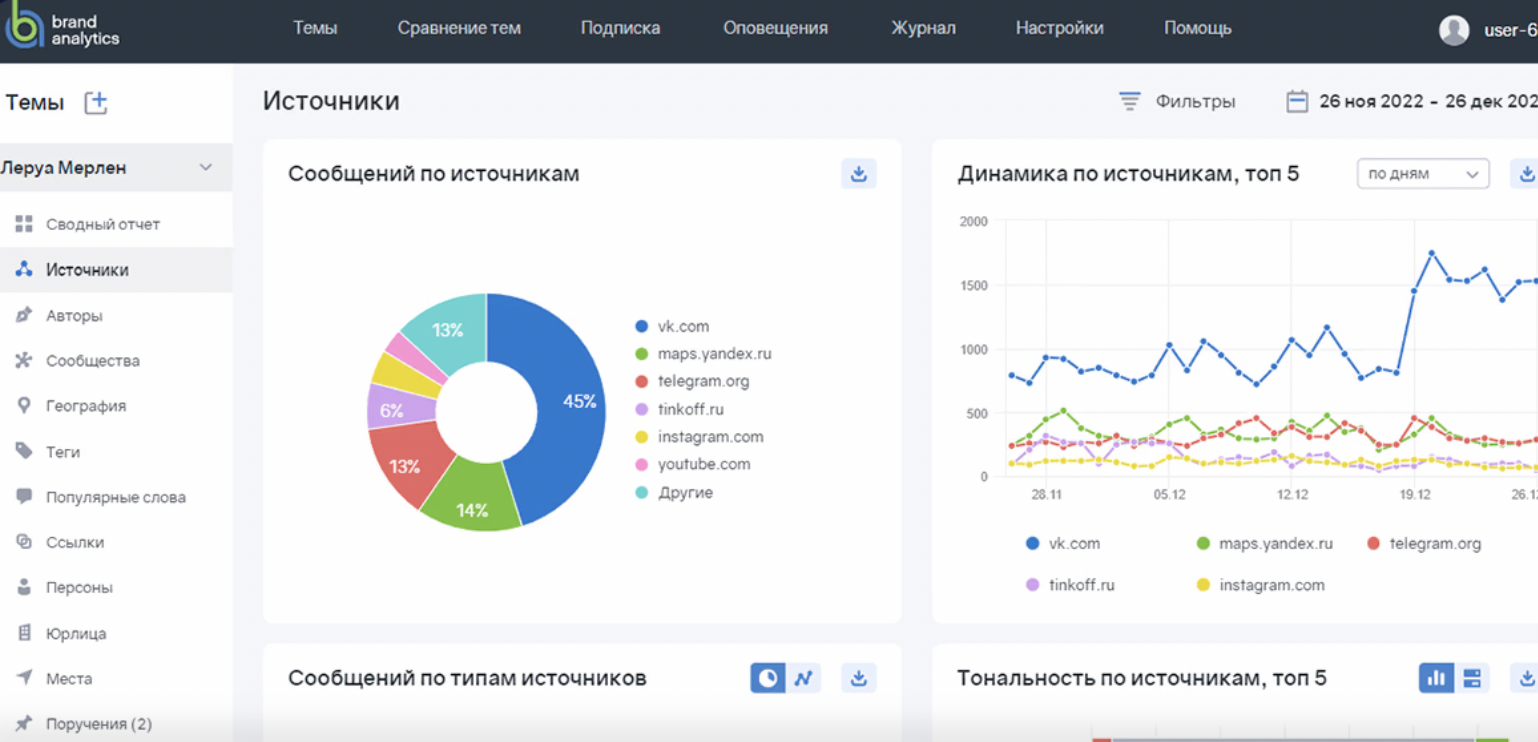 brand
analytics
Темы
Сравнение тем
Подписка
Оповещения
Журнал
Настройки
Помощь
user-6
Темы
Источники
Фильтры
26 ноя 2022 - 26 дек 202
Леруа Мерлен
Сводный отчет
Источники
Авторы
Сообщества
География
Теги
Популярные слова
Ссылки
Персоны
Юрлица
Места
Поручения (2)
Сообщений по источникам
13%
45%
6%
13%
14%
vk.com
maps.yandex.ru
telegram.org
tinkoff.ru
instagram.com
youtube.com
Другие
Динамика по источникам, топ 5
по дням
2000
1500
1000
500
0
28.11
05.12
12.12
19.12
26.1
vk.com
maps.yandex.ru
telegram.org
tinkoff.ru
instagram.com
Сообщений по типам источников
Тональность по источникам, топ 5